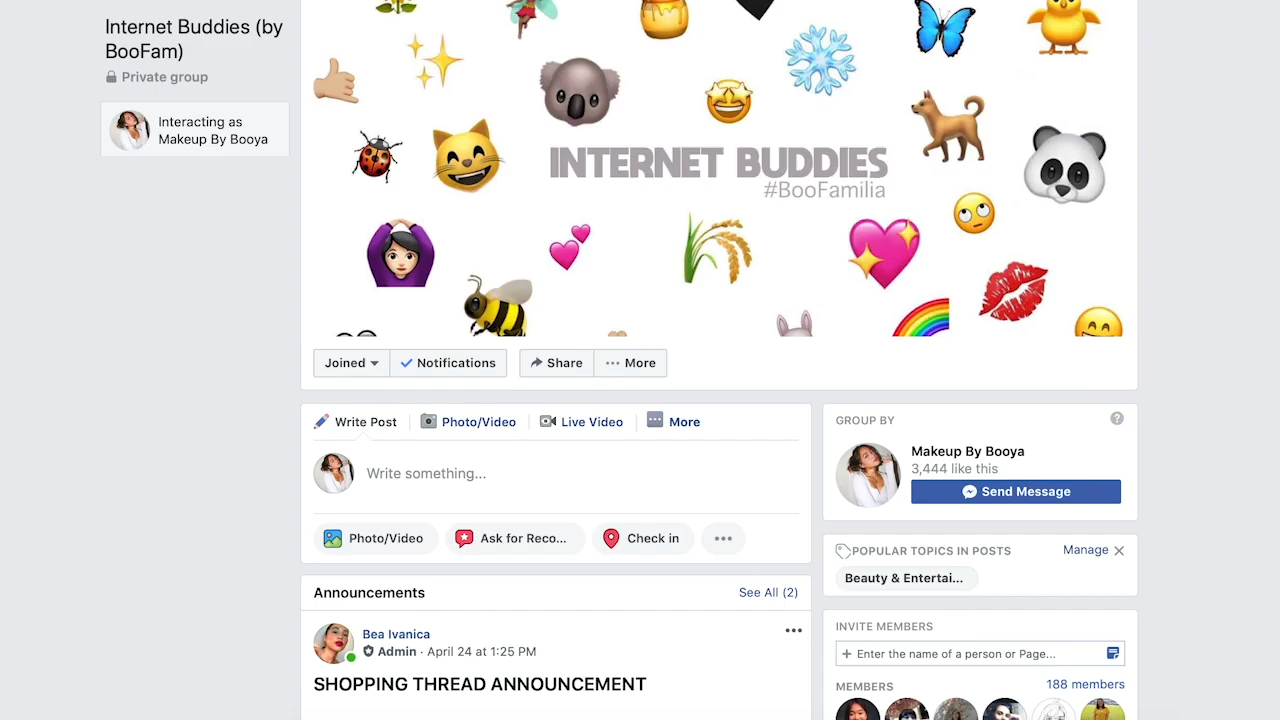 Internet Buddies (by
BooFam)
Private group
Interacting as
Makeup By Booya
INTERNET BUDDIES
#BooFamilia
Joined
Notifications
Share
More
Write Post
Photo/Video
Live Video
More
Write something...
Photo/Video
Ask for Reco...
Check in
Announcements
See All (2)
Bea Ivanica
Admin · April 24 at 1:25 PM
SHOPPING THREAD ANNOUNCEMENT
GROUP BY
?
Makeup By Booya
3,444 like this
Send Message
POPULAR TOPICS IN POSTS
Manage
Beauty & Entertai...
INVITE MEMBERS
+ Enter the name of a person or Page...
MEMBERS
188 members